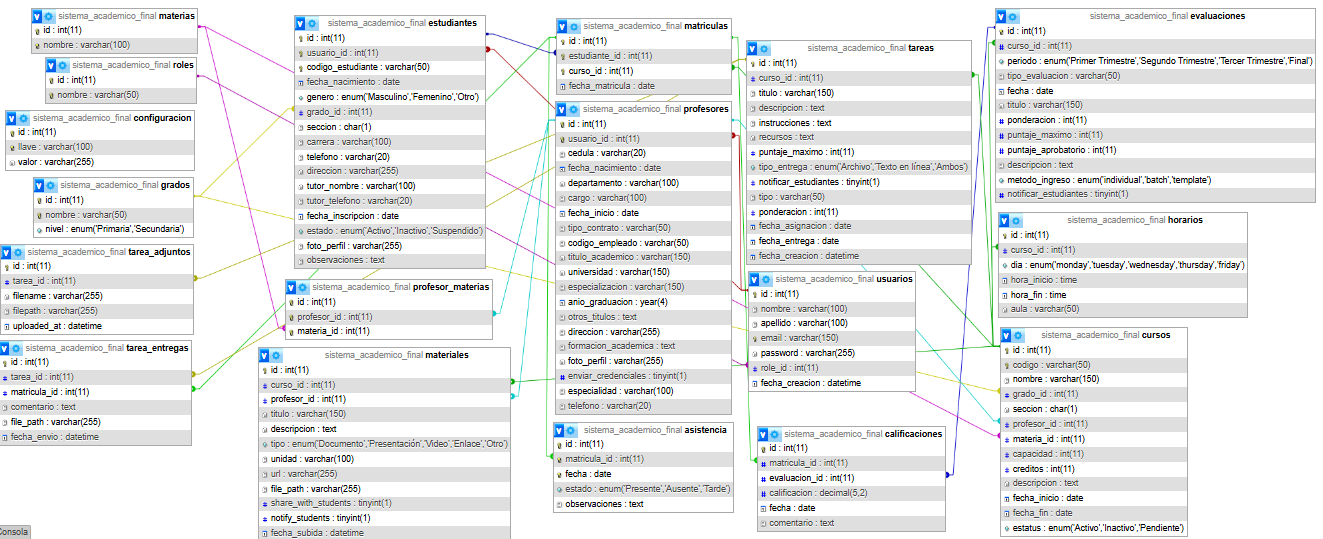 sistema_academico_final materias
id : int(11)
nombre : varchar(100)
sistema_academico_final roles
id : int(11)
nombre : varchar(50)
sistema_academico_final configuracion
id : int(11)
llave : varchar(100)
valor : varchar(255)
sistema_academico_final grados
id : int(11)
nombre : varchar(50)
nivel : enum('Primaria','Secundaria')
sistema_academico_final tarea_adjuntos
id : int(11)
tarea_id : int(11)
filename : varchar(255)
filepath : varchar(255)
uploaded_at : datetime
sistema_academico_final tarea_entregas
id : int(11)
tarea_id : int(11)
matricula_id : int(11)
comentario : text
file_path : varchar(255)
fecha_envio : datetime
sistema_academico_final estudiantes
id : int(11)
usuario_id : int(11)
codigo_estudiante : varchar(50)
fecha_nacimiento : date
genero : enum('Masculino','Femenino','Otro')
grado_id : int(11)
seccion : char(1)
carrera : varchar(100)
telefono : varchar(20)
direccion : varchar(255)
tutor_nombre : varchar(100)
tutor_telefono : varchar(20)
fecha_inscripcion : date
estado : enum('Activo','Inactivo','Suspendido')
foto_perfil : varchar(255)
observaciones : text
sistema_academico_final profesor_materias
id : int(11)
profesor_id : int(11)
materia_id : int(11)
sistema_academico_final materiales
id : int(11)
curso_id : int(11)
profesor_id : int(11)
titulo : varchar(150)
descripcion : text
tipo : enum('Documento','Presentación','Video','Enlace','Otro')
unidad : varchar(100)
url : varchar(255)
file_path : varchar(255)
share_with_students : tinyint(1)
notify_students : tinyint(1)
fecha_subida : datetime
sistema_academico_final matriculas
id : int(11)
estudiante_id : int(11)
curso_id : int(11)
fecha_matricula : date
sistema_academico_final profesores
id : int(11)
usuario_id : int(11)
cedula : varchar(20)
fecha_nacimiento : date
departamento : varchar(100)
cargo : varchar(100)
fecha_inicio : date
tipo_contrato : varchar(50)
codigo_empleado : varchar(50)
titulo_academico : varchar(150)
universidad : varchar(150)
especializacion : varchar(150)
anio_graduacion : year(4)
otros_titulos : text
direccion : varchar(255)
formacion_academica : text
foto_perfil : varchar(255)
enviar_credenciales : tinyint(1)
especialidad : varchar(100)
telefono : varchar(20)
sistema_academico_final asistencia
id : int(11)
matricula_id : int(11)
fecha : date
estado : enum('Presente','Ausente','Tarde')
observaciones : text
sistema_academico_final tareas
id : int(11)
curso_id : int(11)
titulo : varchar(150)
descripcion : text
instrucciones : text
recursos : text
puntaje_maximo : int(11)
tipo_entrega : enum('Archivo','Texto en línea','Ambos')
notificar_estudiantes : tinyint(1)
tipo : varchar(50)
ponderacion : int(11)
fecha_asignacion : date
fecha_entrega : date
fecha_creacion : datetime
sistema_academico_final usuarios
id : int(11)
nombre : varchar(100)
apellido : varchar(100)
email : varchar(150)
password : varchar(255)
role_id : int(11)
fecha_creacion : datetime
sistema_academico_final calificaciones
id : int(11)
matricula_id : int(11)
evaluacion_id : int(11)
calificacion : decimal(5,2)
fecha : date
comentario : text
sistema_academico_final evaluaciones
id : int(11)
curso_id : int(11)
periodo : enum('Primer Trimestre','Segundo Trimestre','Tercer Trimestre','Final')
tipo_evaluacion : varchar(50)
fecha : date
titulo : varchar(150)
ponderacion : int(11)
puntaje_maximo : int(11)
puntaje_aprobatorio : int(11)
descripcion : text
metodo_ingreso : enum('individual','batch','template')
notificar_estudiantes : tinyint(1)
sistema_academico_final horarios
id : int(11)
curso_id : int(11)
dia : enum('monday','tuesday','wednesday','thursday','friday')
hora_inicio : time
hora_fin : time
aula : varchar(50)
sistema_academico_final cursos
id : int(11)
codigo : varchar(50)
nombre : varchar(150)
grado_id : int(11)
seccion : char(1)
profesor_id : int(11)
materia_id : int(11)
capacidad : int(11)
creditos : int(11)
descripcion : text
fecha_inicio : date
fecha_fin : date
estatus : enum('Activo','Inactivo','Pendiente')
Consola